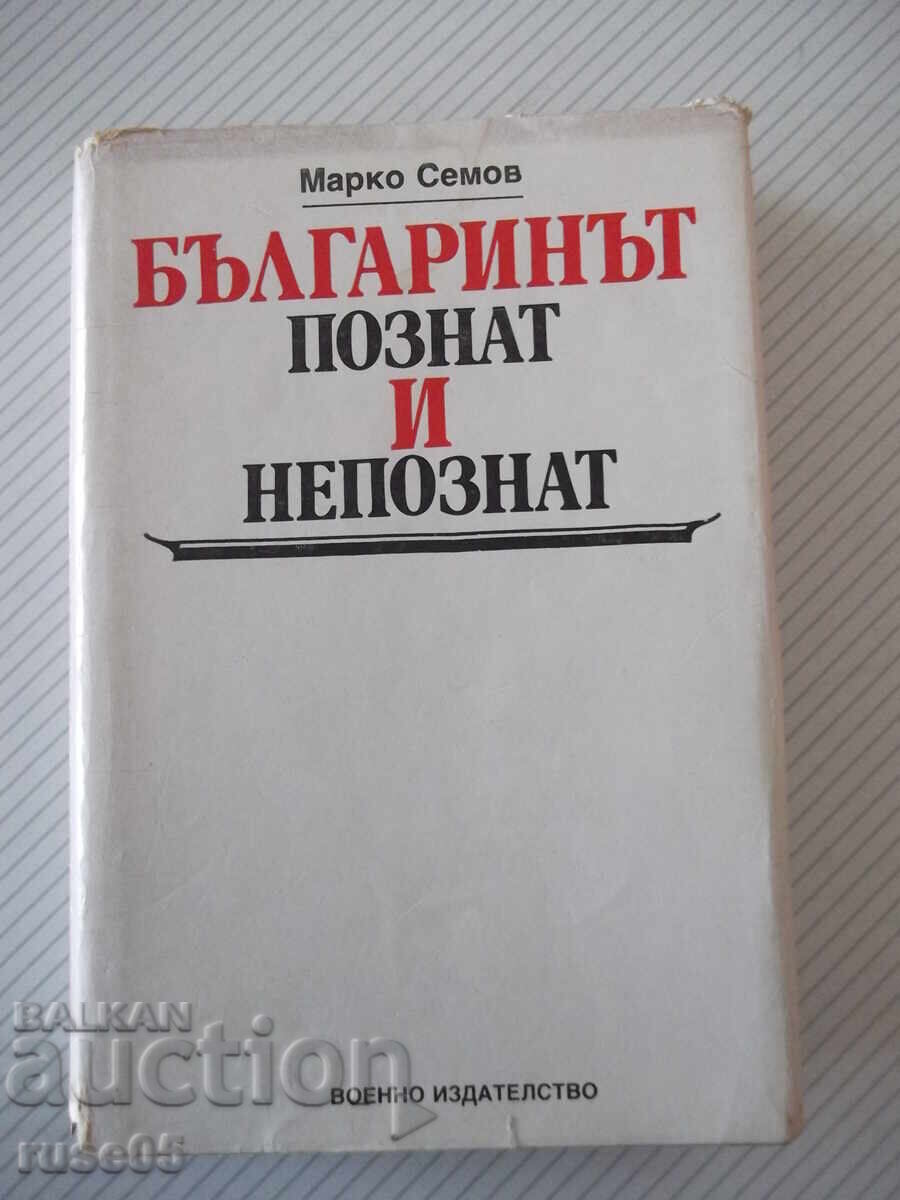 Марко Семов
БЪЛГАРИНЪТ
ПОЗНАТ
И
НЕПОЗНАТ
BALKAN
auction
ВОЕННО ИЗДАТЕЛСТВО
ruse05